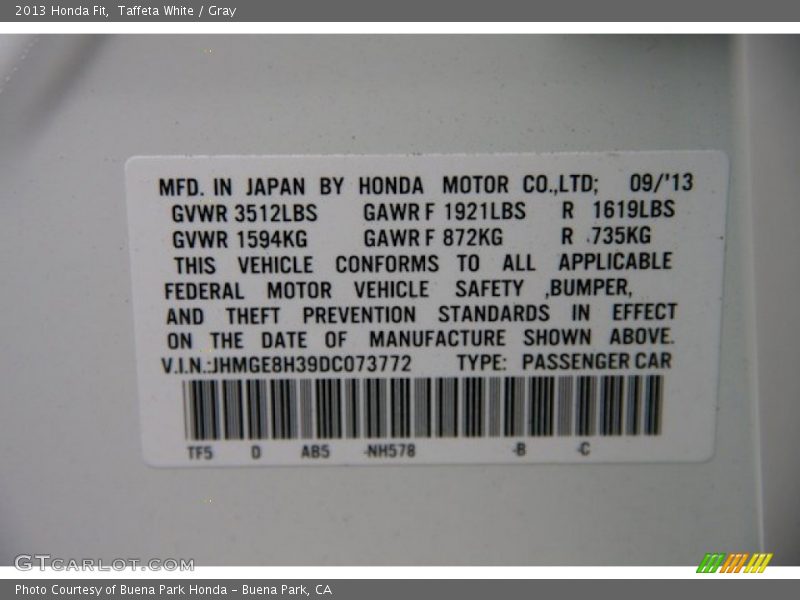 2013 Honda Fit,  Taffeta White / Gray
MFD. IN JAPAN BY HONDA MOTOR CO.,LTD; 09/'13
GVWR 3512LBS GAWR F 1921LBS R 1619LBS
GVWR 1594KG GAWR F 872KG R 735KG
THIS VEHICLE CONFORMS TO ALL APPLICABLE
FEDERAL MOTOR VEHICLE SAFETY ,BUMPER,
AND THEFT PREVENTION STANDARDS IN EFFECT
ON THE DATE OF MANUFACTURE SHOWN ABOVE.
V.I.N.:JHMGE8H39DC073772 TYPE: PASSENGER CAR
TF5 D AB5 -NH578 -B -C
GTCARLOT.COM
Photo Courtesy of Buena Park Honda – Buena Park, CA